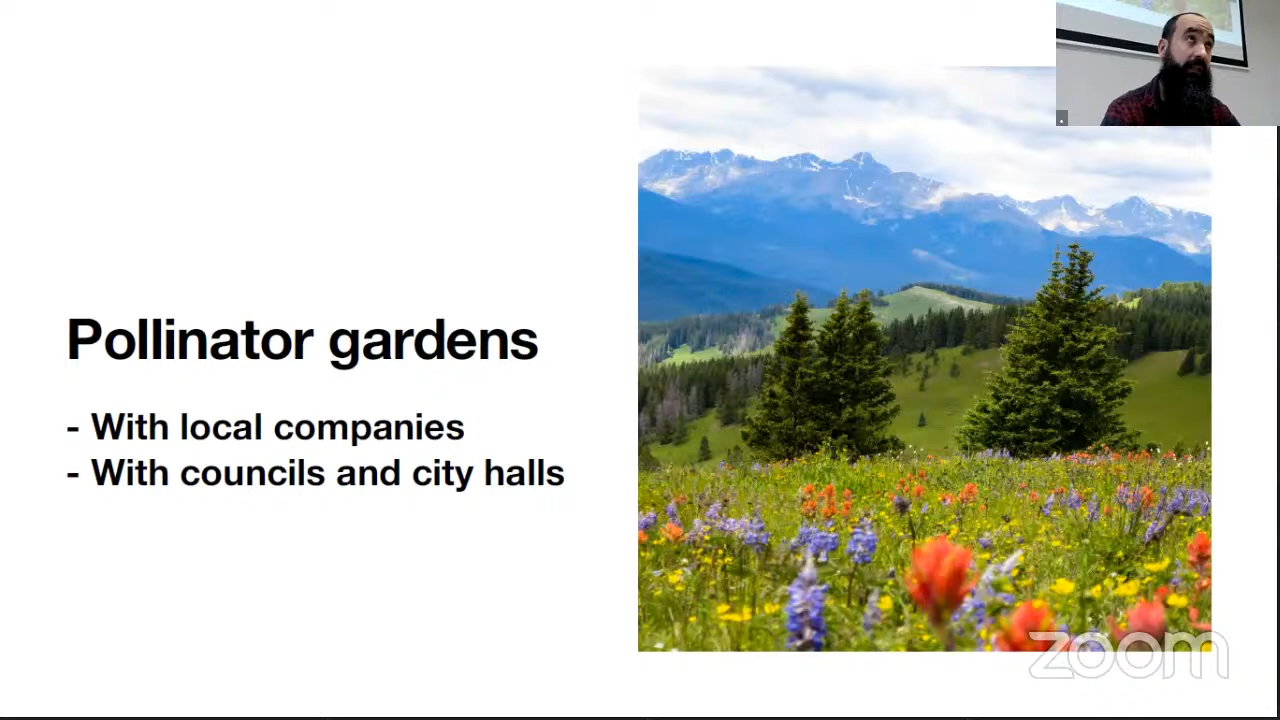 Pollinator gardens
- With local companies
- With councils and city halls
zoom